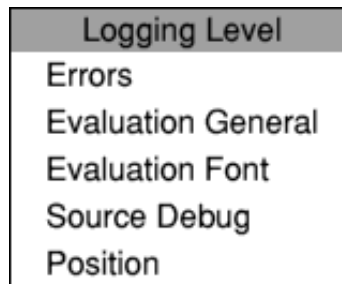 Logging Level
Errors
Evaluation General
Evaluation Font
Source Debug
Position